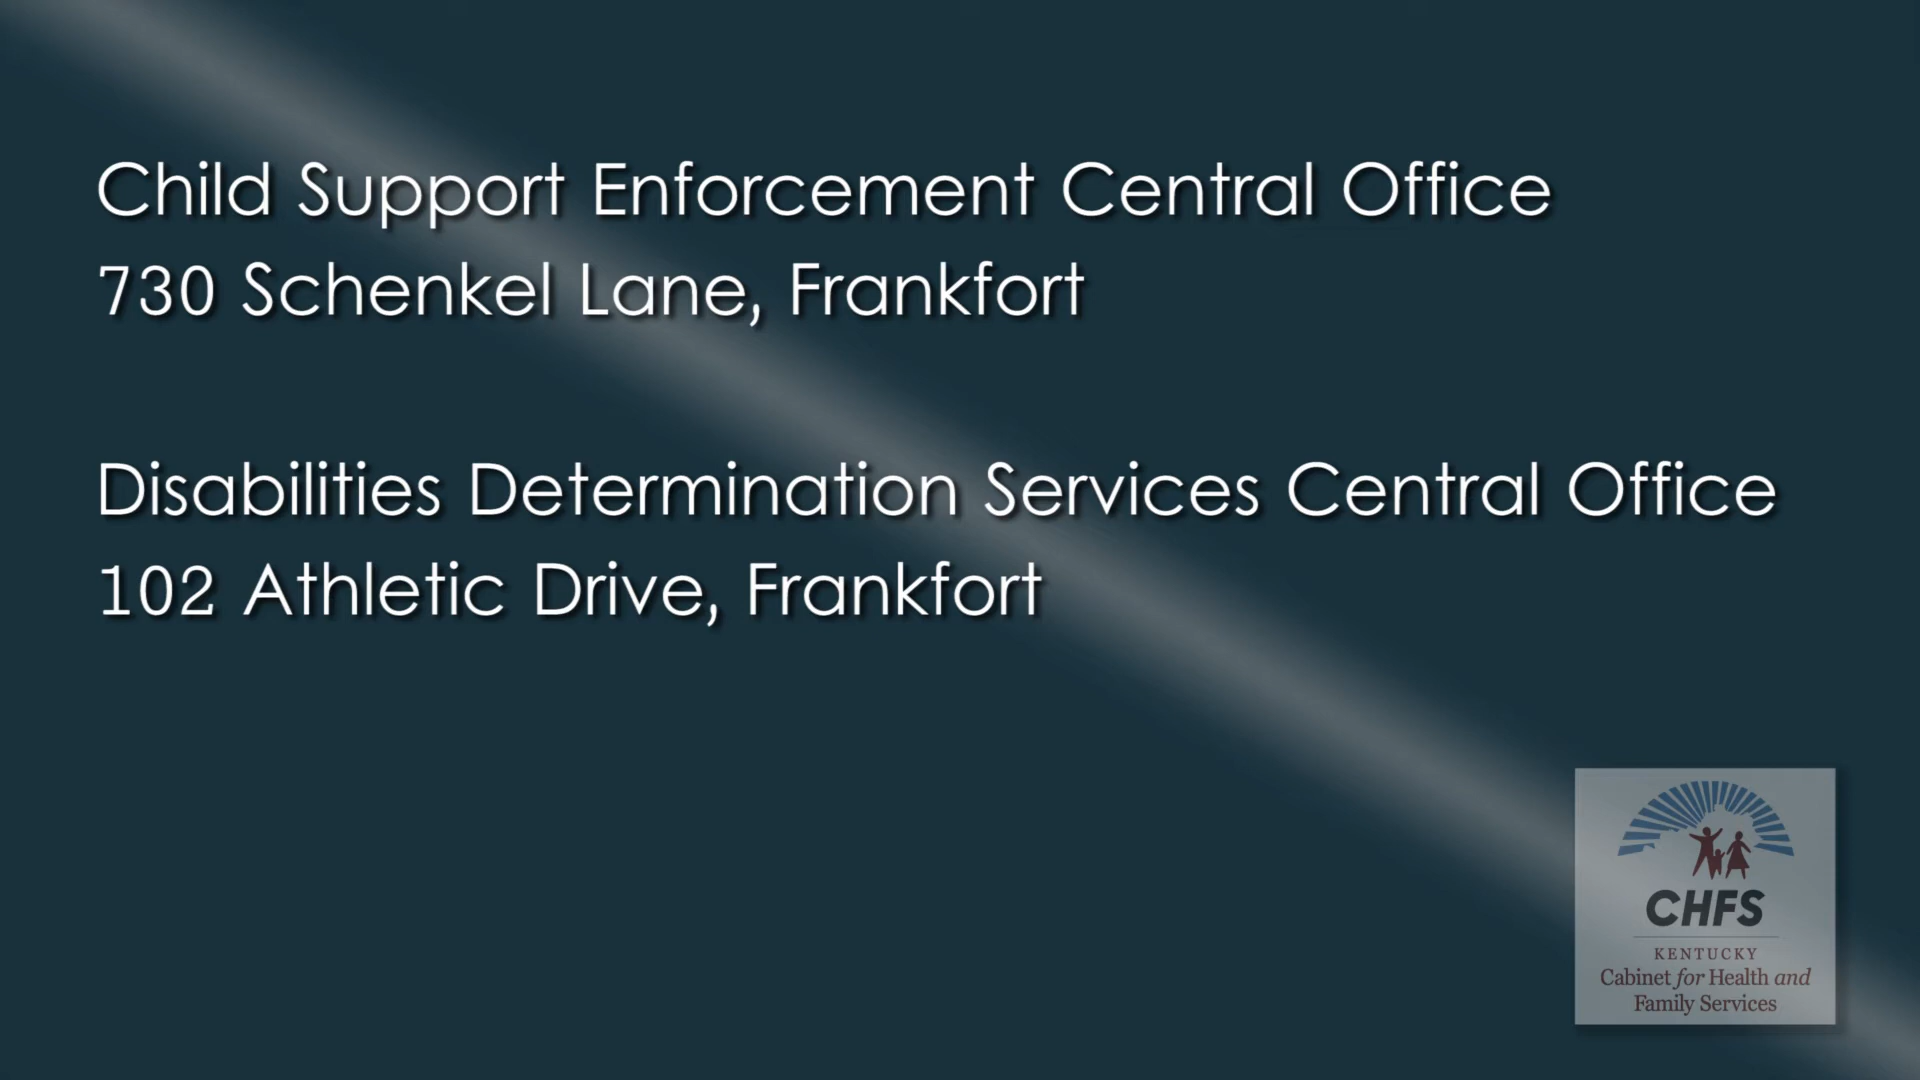 Child Support Enforcement Central Office
730 Schenkel Lane, Frankfort
Disabilities Determination Services Central Office
102 Athletic Drive, Frankfort
CHFS
KENTUCKY
Cabinet for Health and
Family Services